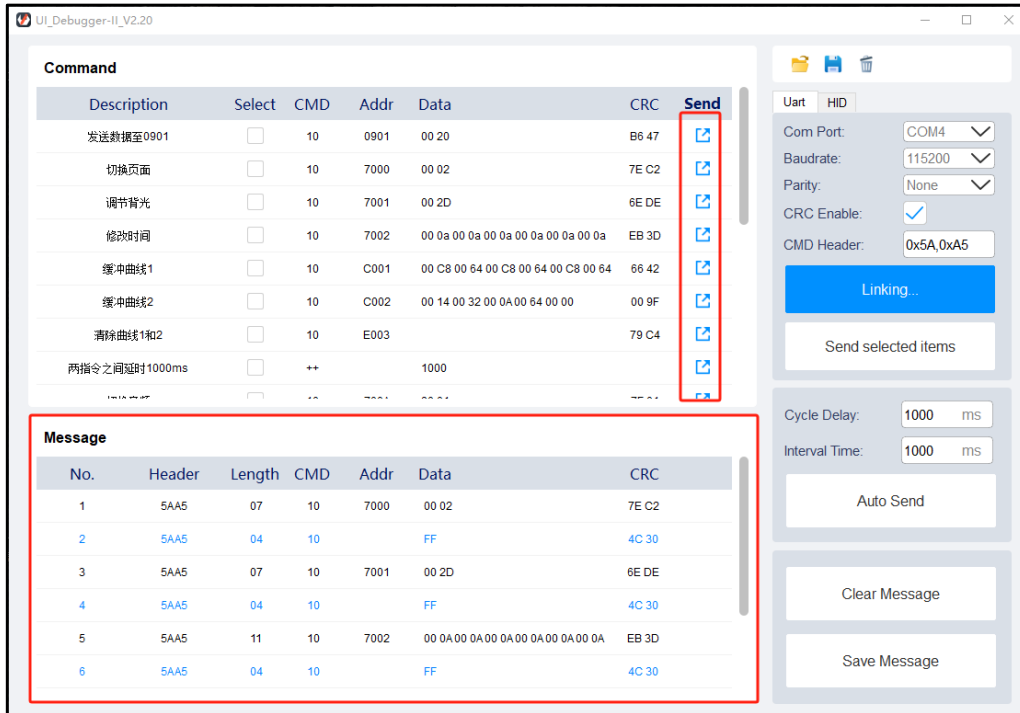 UI_Debugger-II_V2.20
Command
Description Select CMD Addr Data CRC Send
发送数据至0901 10 0901 00 20 B6 47
切换页面 10 7000 00 02 7E C2
调节背光 10 7001 00 2D 6E DE
修改时间 10 7002 00 0a 00 0a 00 0a 00 0a 00 0a 00 0a EB 3D
缓冲曲线1 10 C001 00 C8 00 64 00 C8 00 64 00 C8 00 64 66 42
缓冲曲线2 10 C002 00 14 00 32 00 0A 00 64 00 00 00 9F
清除曲线1和2 10 E003 79 C4
两指令之间延时1000ms ++ 1000
Message
No. Header Length CMD Addr Data CRC
1 5AA5 07 10 7000 00 02 7E C2
2 5AA5 04 10 FF 4C 30
3 5AA5 07 10 7001 00 2D 6E DE
4 5AA5 04 10 FF 4C 30
5 5AA5 11 10 7002 00 0A 00 0A 00 0A 00 0A 00 0A 00 0A EB 3D
6 5AA5 04 10 FF 4C 30
Uart HID
Com Port: COM4
Baudrate: 115200
Parity: None
CRC Enable:
CMD Header: 0x5A,0xA5
Linking...
Send selected items
Cycle Delay: 1000 ms
Interval Time: 1000 ms
Auto Send
Clear Message
Save Message